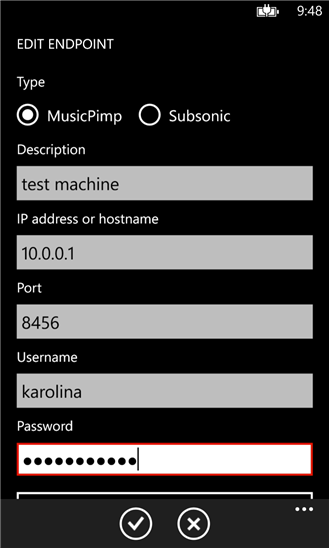 9:48
EDIT ENDPOINT
Type
MusicPimp Subsonic
Description
test machine
IP address or hostname
10.0.0.1
Port
8456
Username
karolina
Password
●●●●●●●●●●●